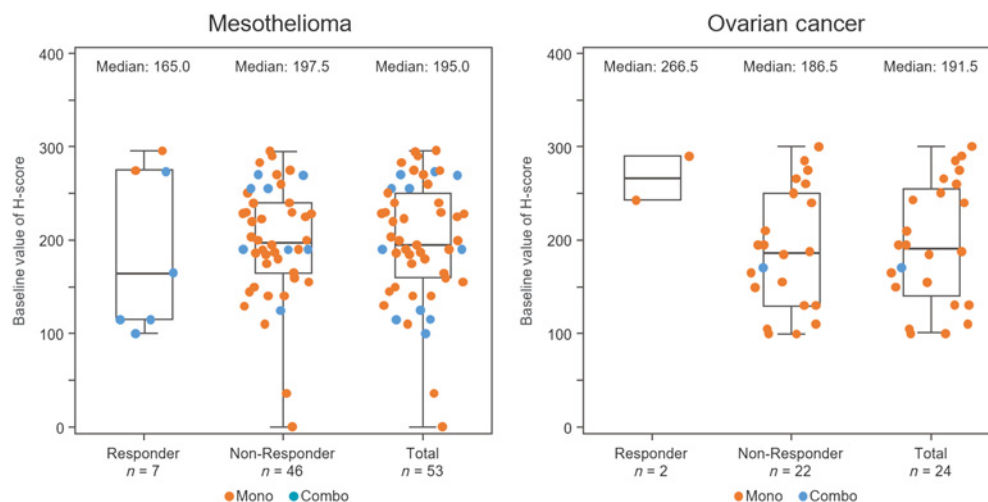 Mesothelioma
Baseline value of H-score
400
300
200
100
0
Median: 165.0
Median: 197.5
Median: 195.0
Responder
n = 7
Non-Responder
n = 46
Total
n = 53
Mono
Combo
Ovarian cancer
Baseline value of H-score
400
300
200
100
0
Median: 266.5
Median: 186.5
Median: 191.5
Responder
n = 2
Non-Responder
n = 22
Total
n = 24
Mono
Combo